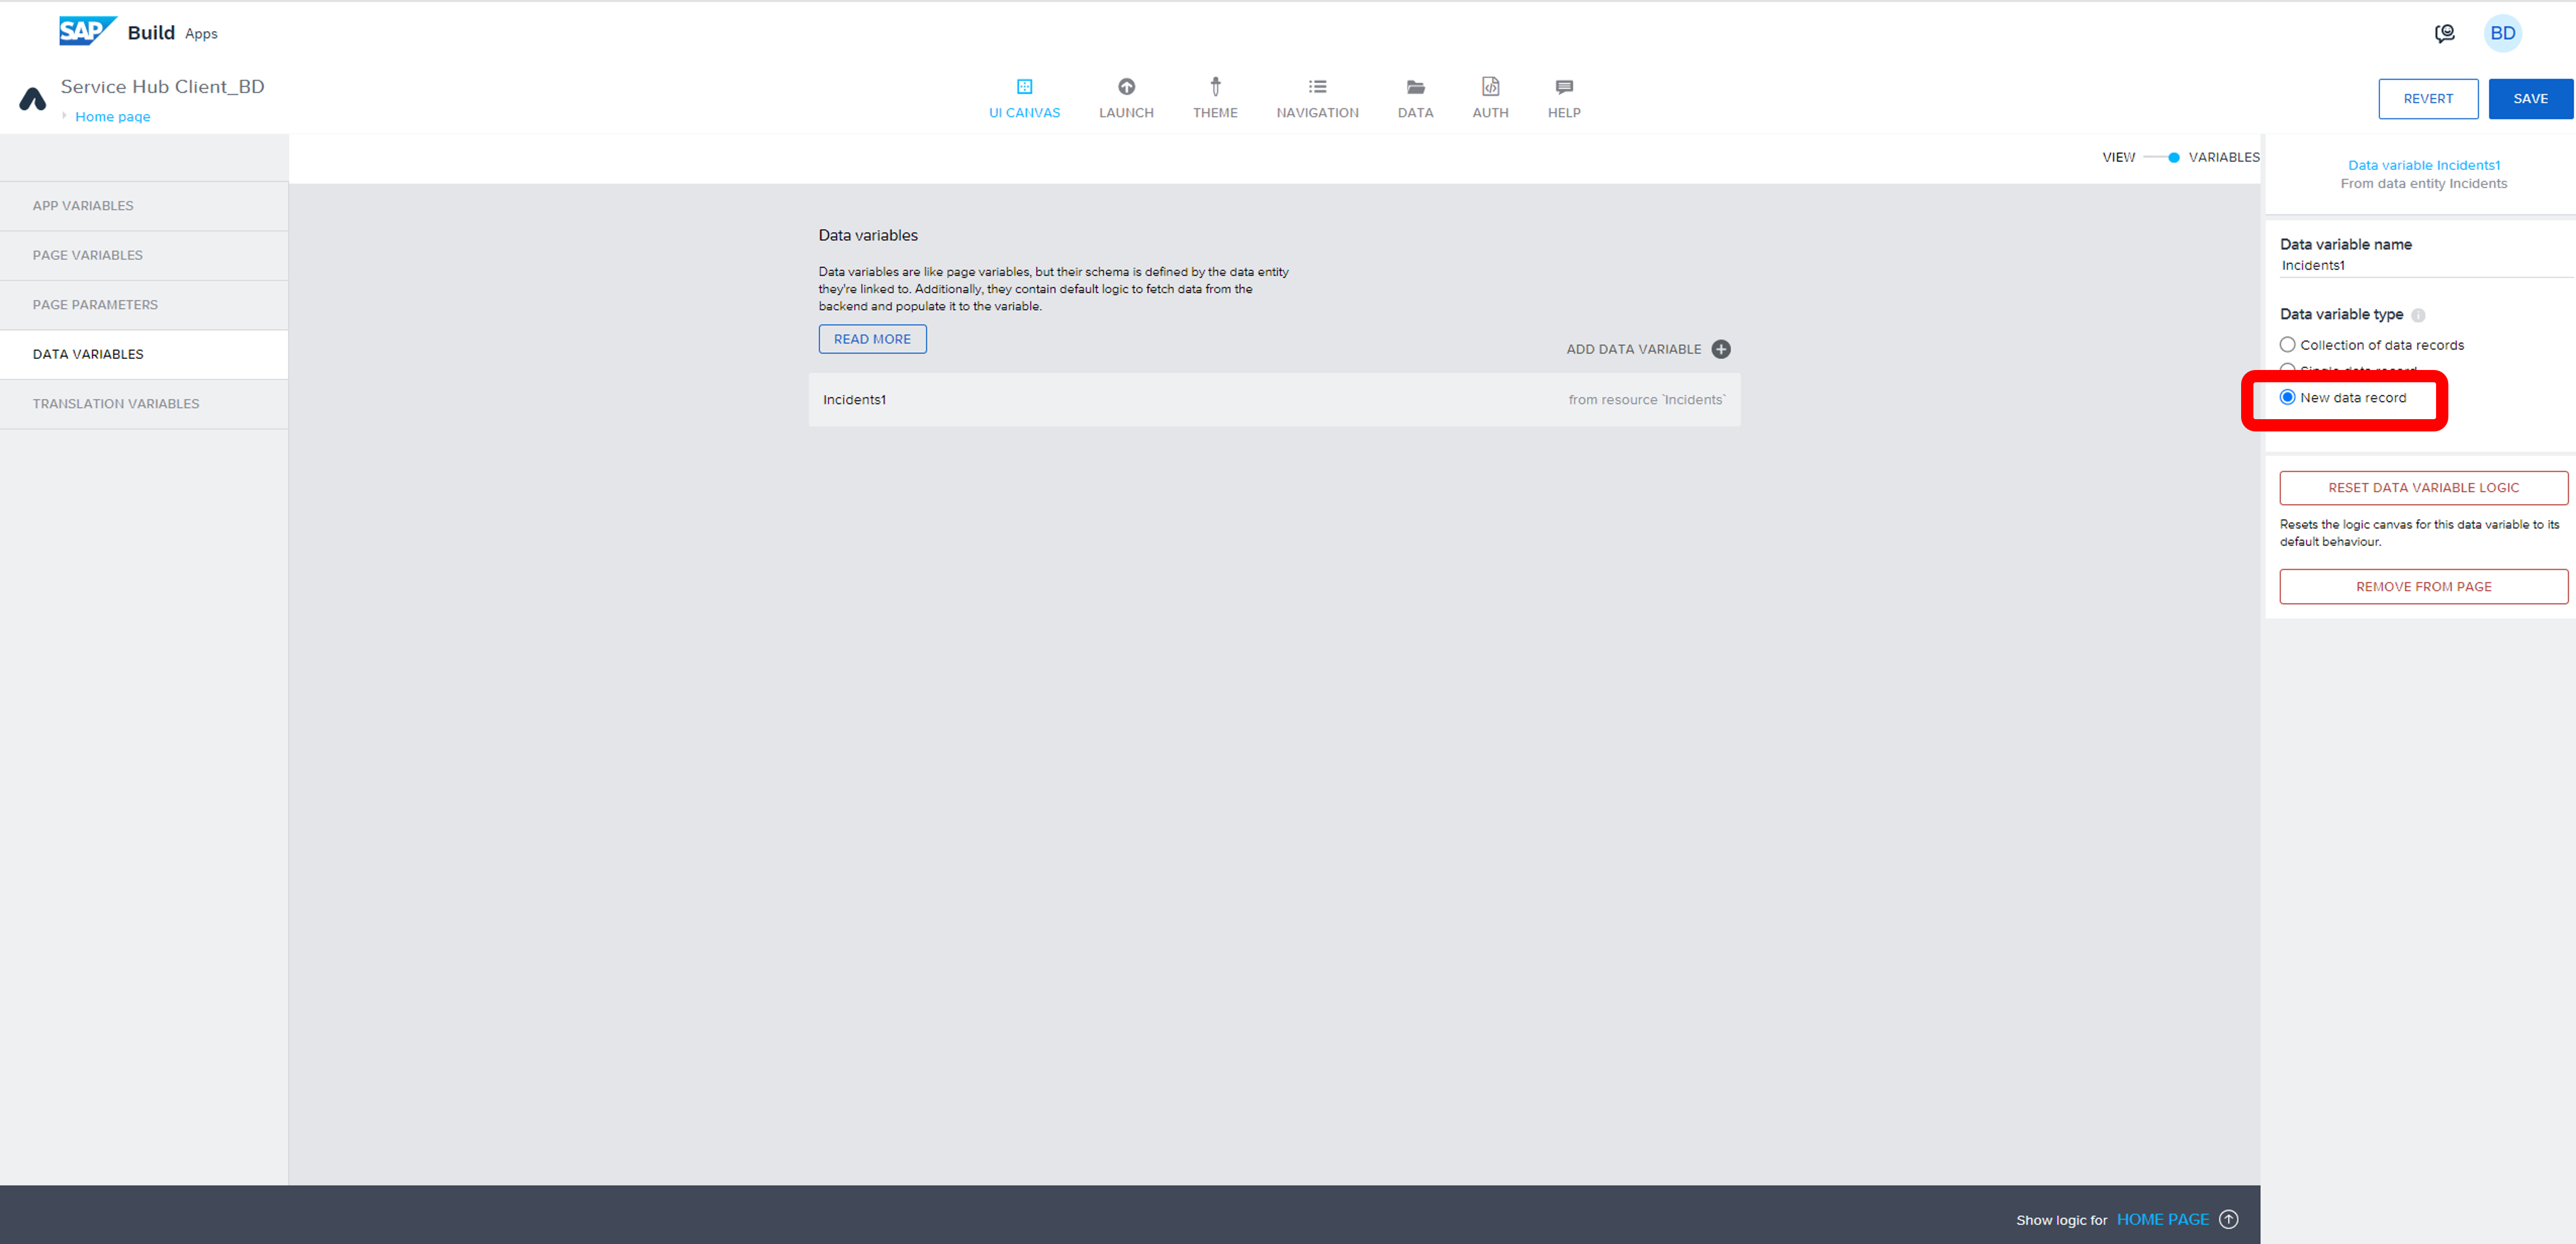 SAP Build Apps
BD
Service Hub Client_BD
Home page
UI CANVAS
LAUNCH
THEME
NAVIGATION
DATA
AUTH
HELP
REVERT
SAVE
VIEW
VARIABLES
APP VARIABLES
PAGE VARIABLES
PAGE PARAMETERS
DATA VARIABLES
TRANSLATION VARIABLES
Data variables
Data variables are like page variables, but their schema is defined by the data entity
they're linked to. Additionally, they contain default logic to fetch data from the
backend and populate it to the variable.
READ MORE
ADD DATA VARIABLE
Incidents1
from resource `Incidents`
Data variable Incidents1
From data entity Incidents
Data variable name
Incidents1
Data variable type
Collection of data records
Single data record
New data record
RESET DATA VARIABLE LOGIC
Resets the logic canvas for this data variable to its
default behaviour.
REMOVE FROM PAGE
Show logic for HOME PAGE